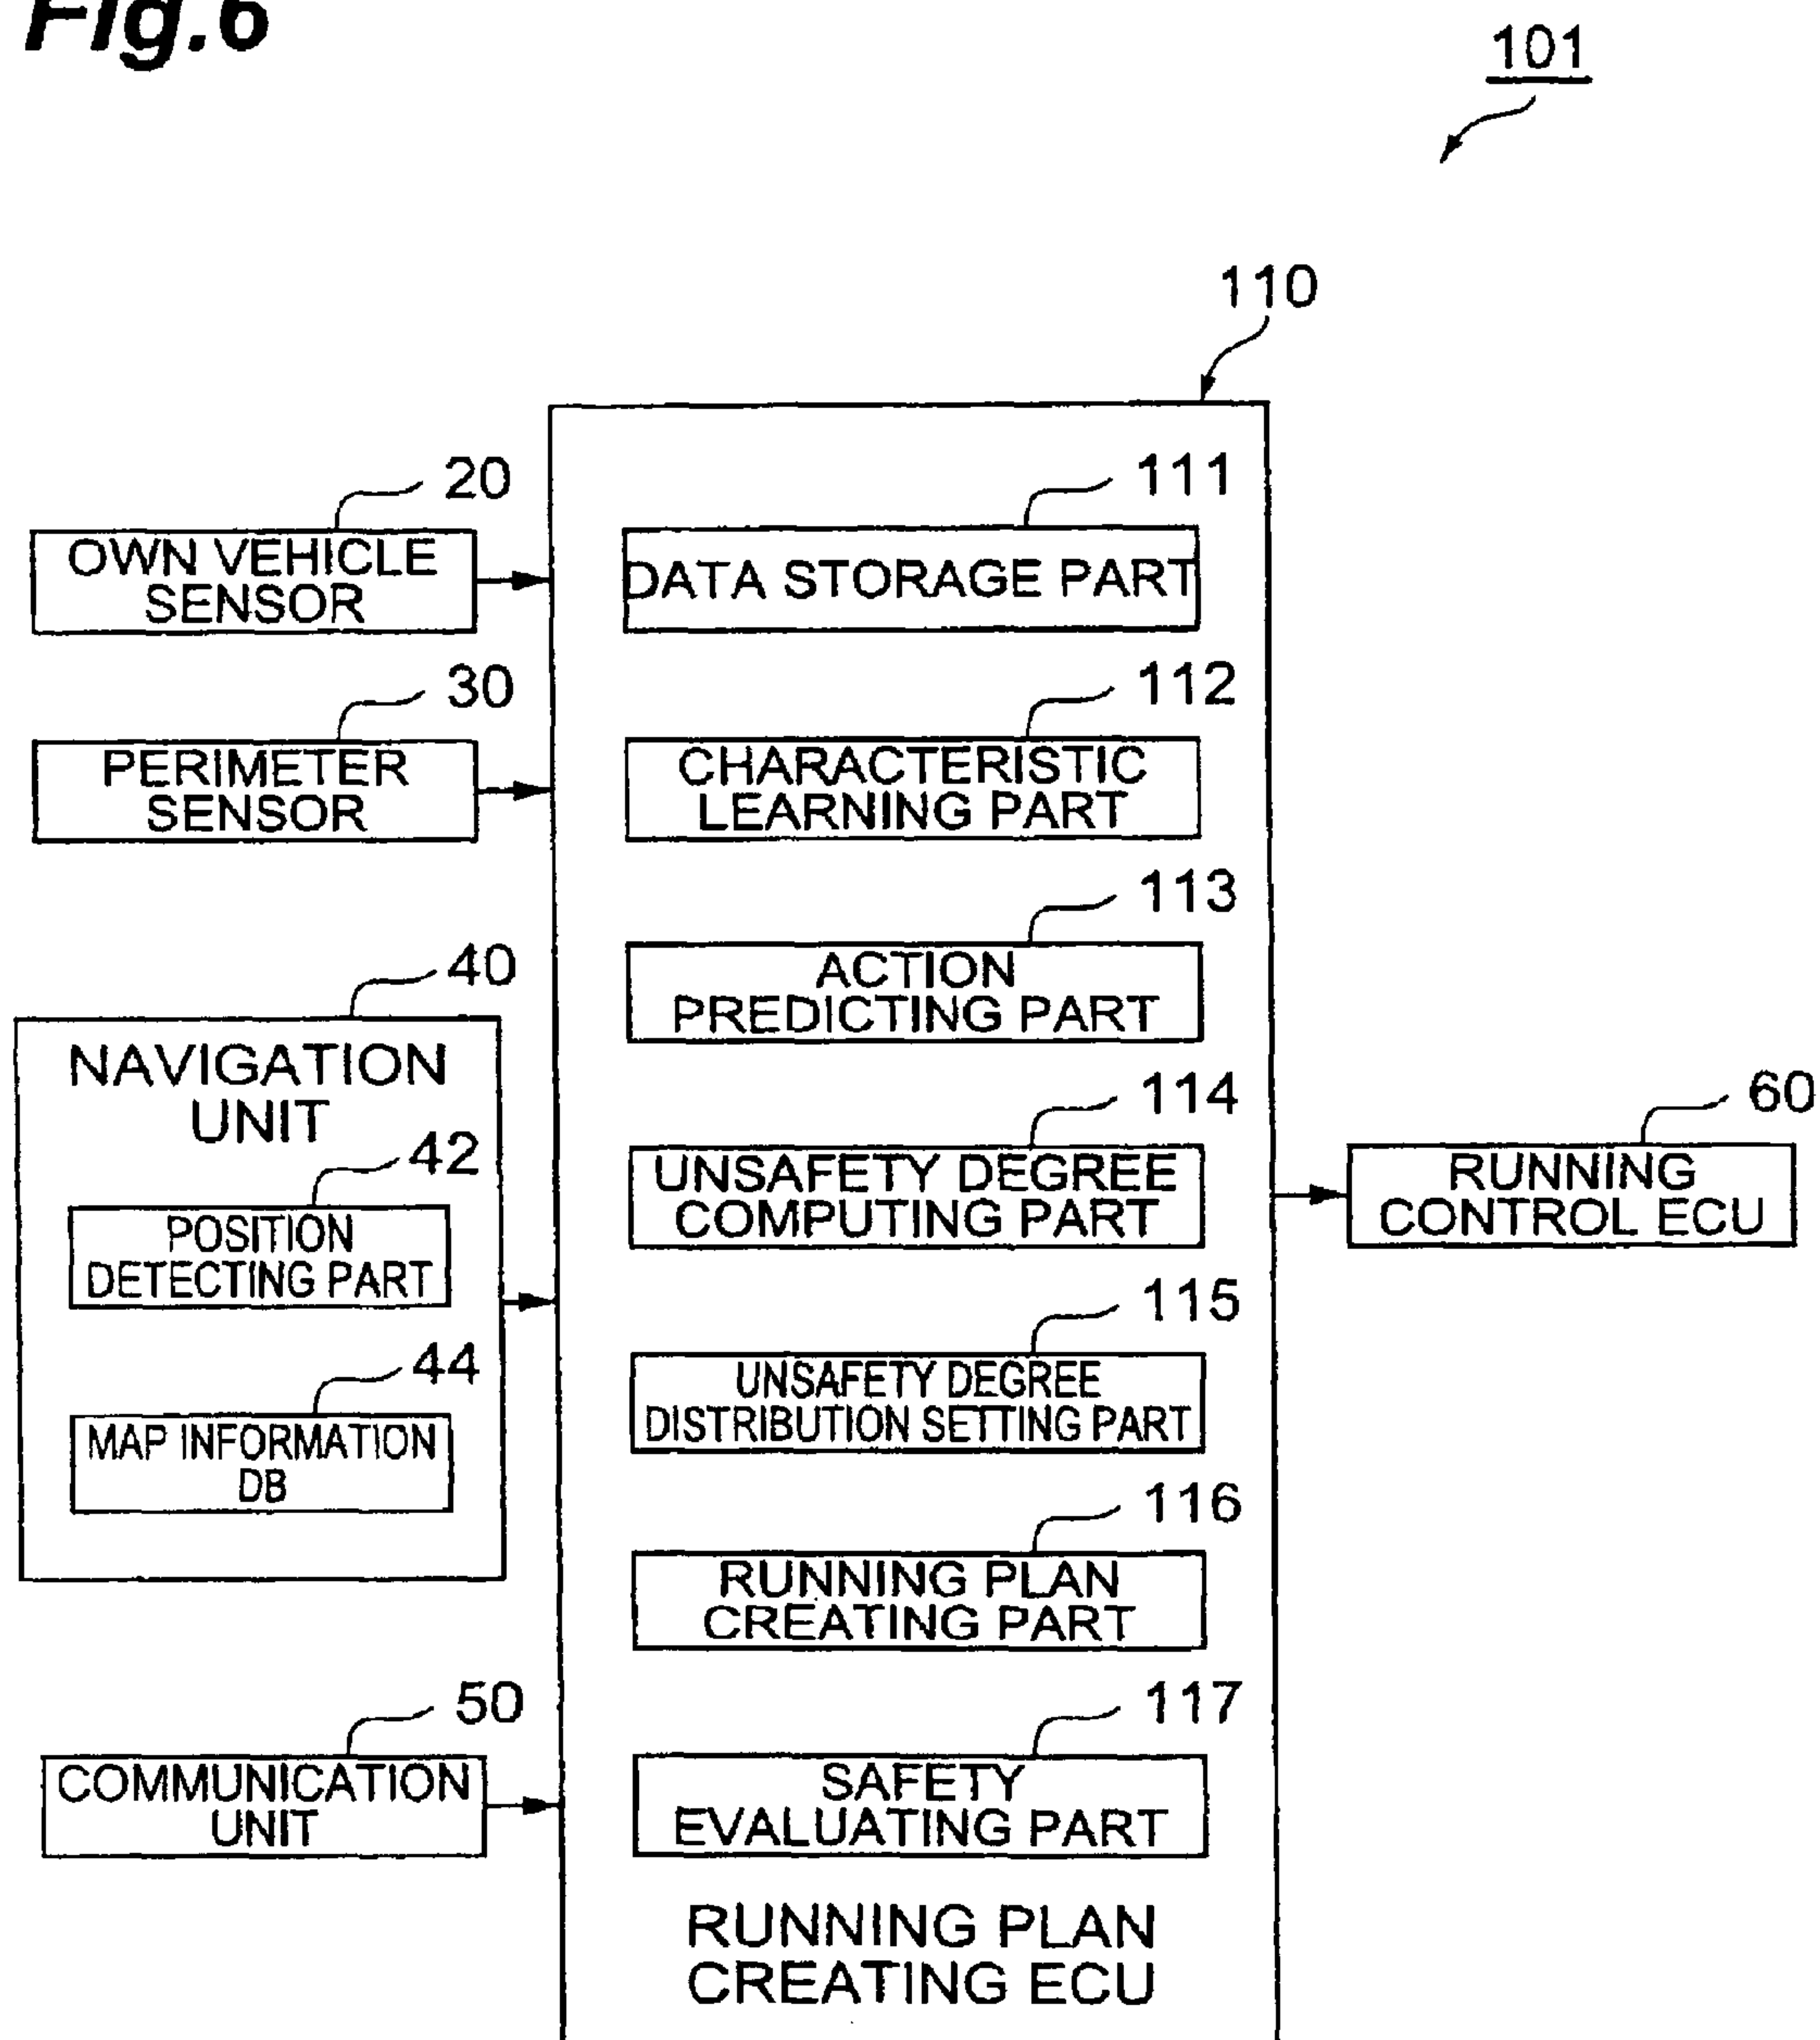 Fig.6
101
110
20
OWN VEHICLE
SENSOR
30
PERIMETER
SENSOR
40
NAVIGATION
UNIT
42
POSITION
DETECTING PART
44
MAP INFORMATION
DB
50
COMMUNICATION
UNIT
111
DATA STORAGE PART
112
CHARACTERISTIC
LEARNING PART
113
ACTION
PREDICTING PART
114
UNSAFETY DEGREE
COMPUTING PART
115
UNSAFETY DEGREE
DISTRIBUTION SETTING PART
116
RUNNING PLAN
CREATING PART
117
SAFETY
EVALUATING PART
RUNNING PLAN
CREATING ECU
60
RUNNING
CONTROL ECU